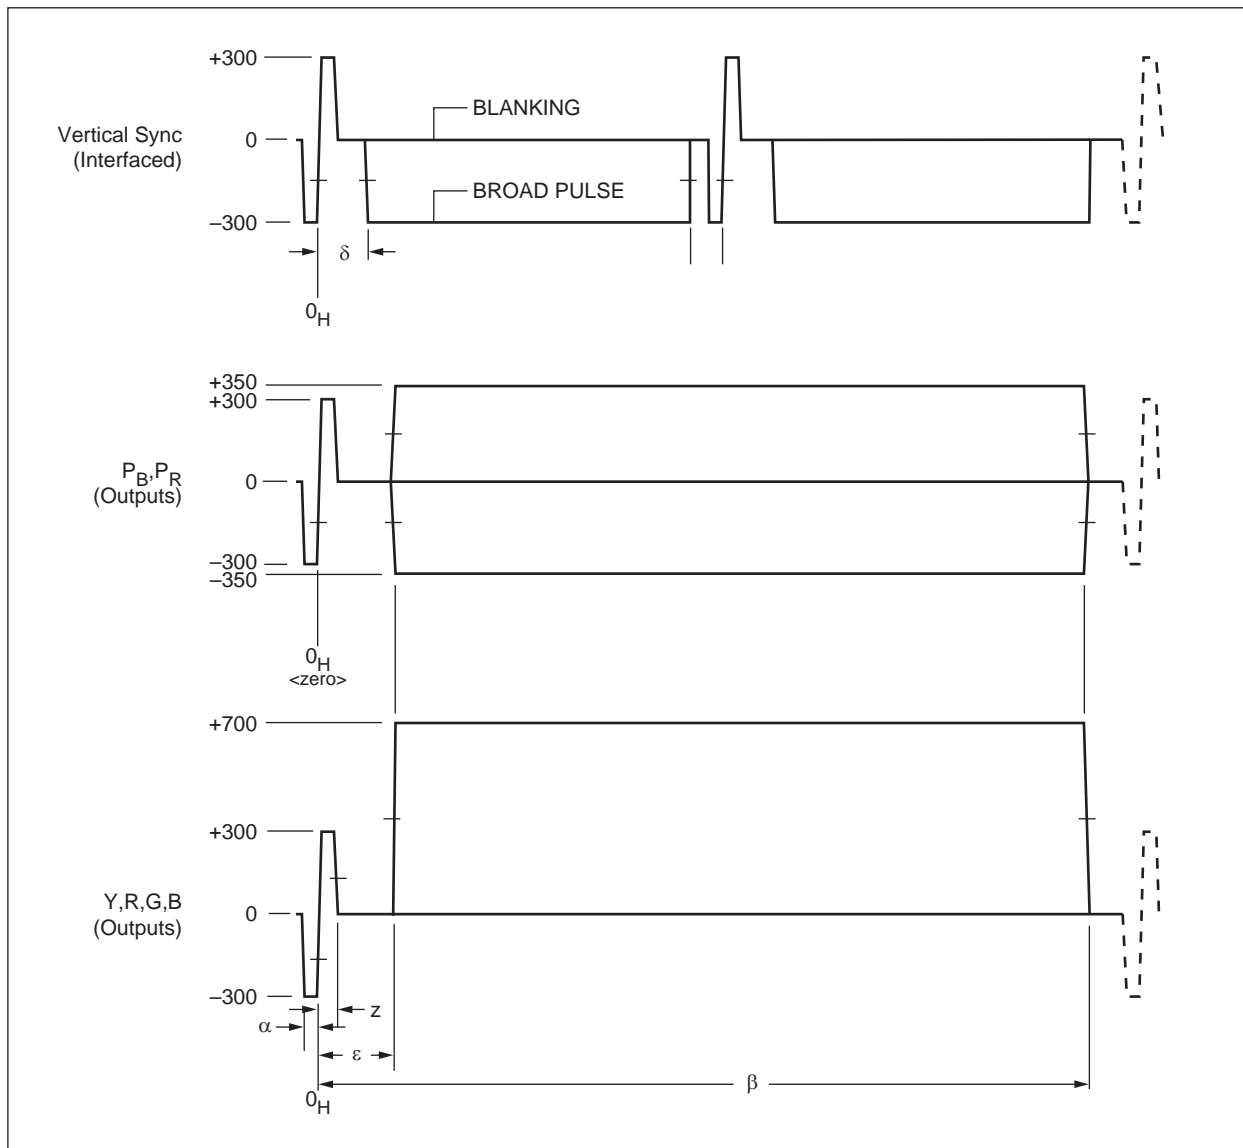 +300
BLANKING
Vertical Sync
(Interfaced)
0
BROAD PULSE
–300
δ
0H
+350
+300
PB,PR
(Outputs)
0
–300
–350
0H
<zero>
+700
+300
Y,R,G,B
(Outputs)
0
–300
z
α
ε
β
0H